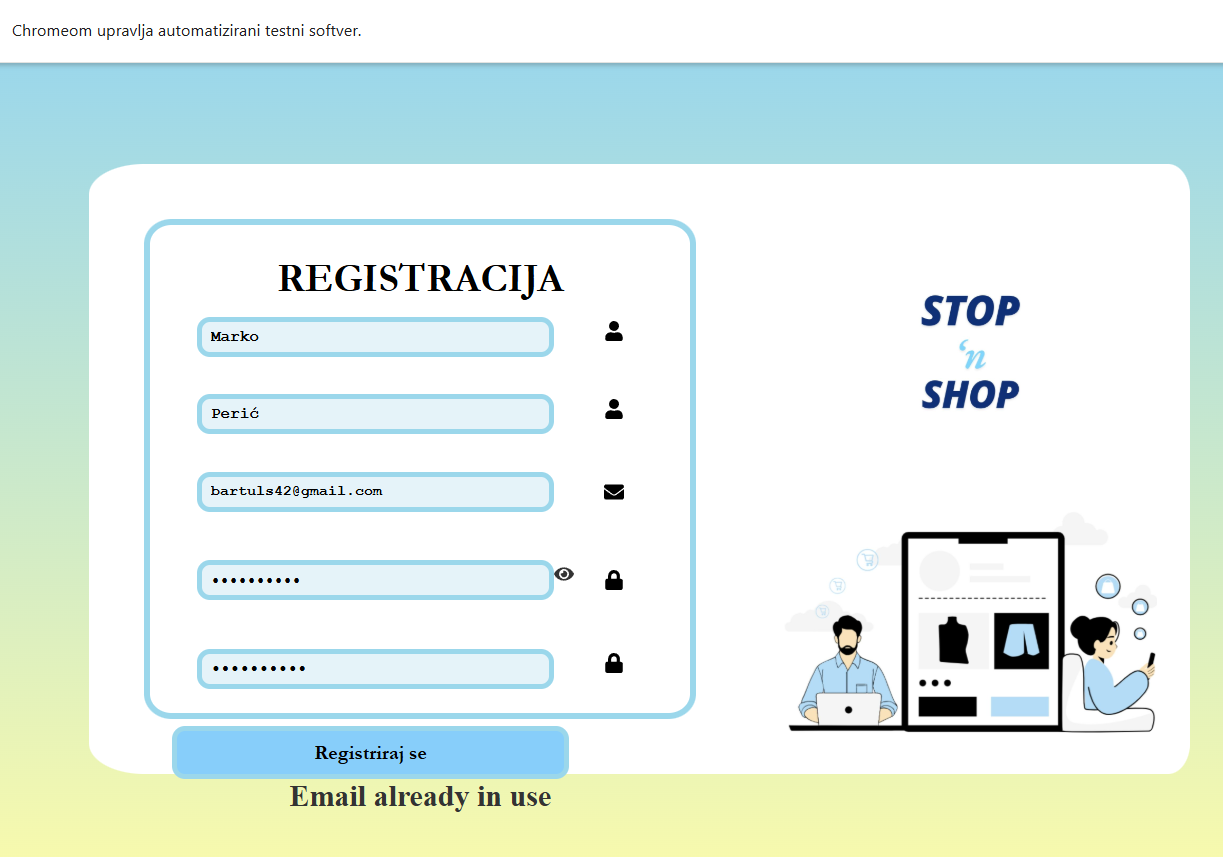 Chromeom upravlja automatizirani testni softver.
REGISTRACIJA
Marko
Perić
bartuls42@gmail.com
••••••••••
••••••••••
Registriraj se
Email already in use
STOP
‘n
SHOP